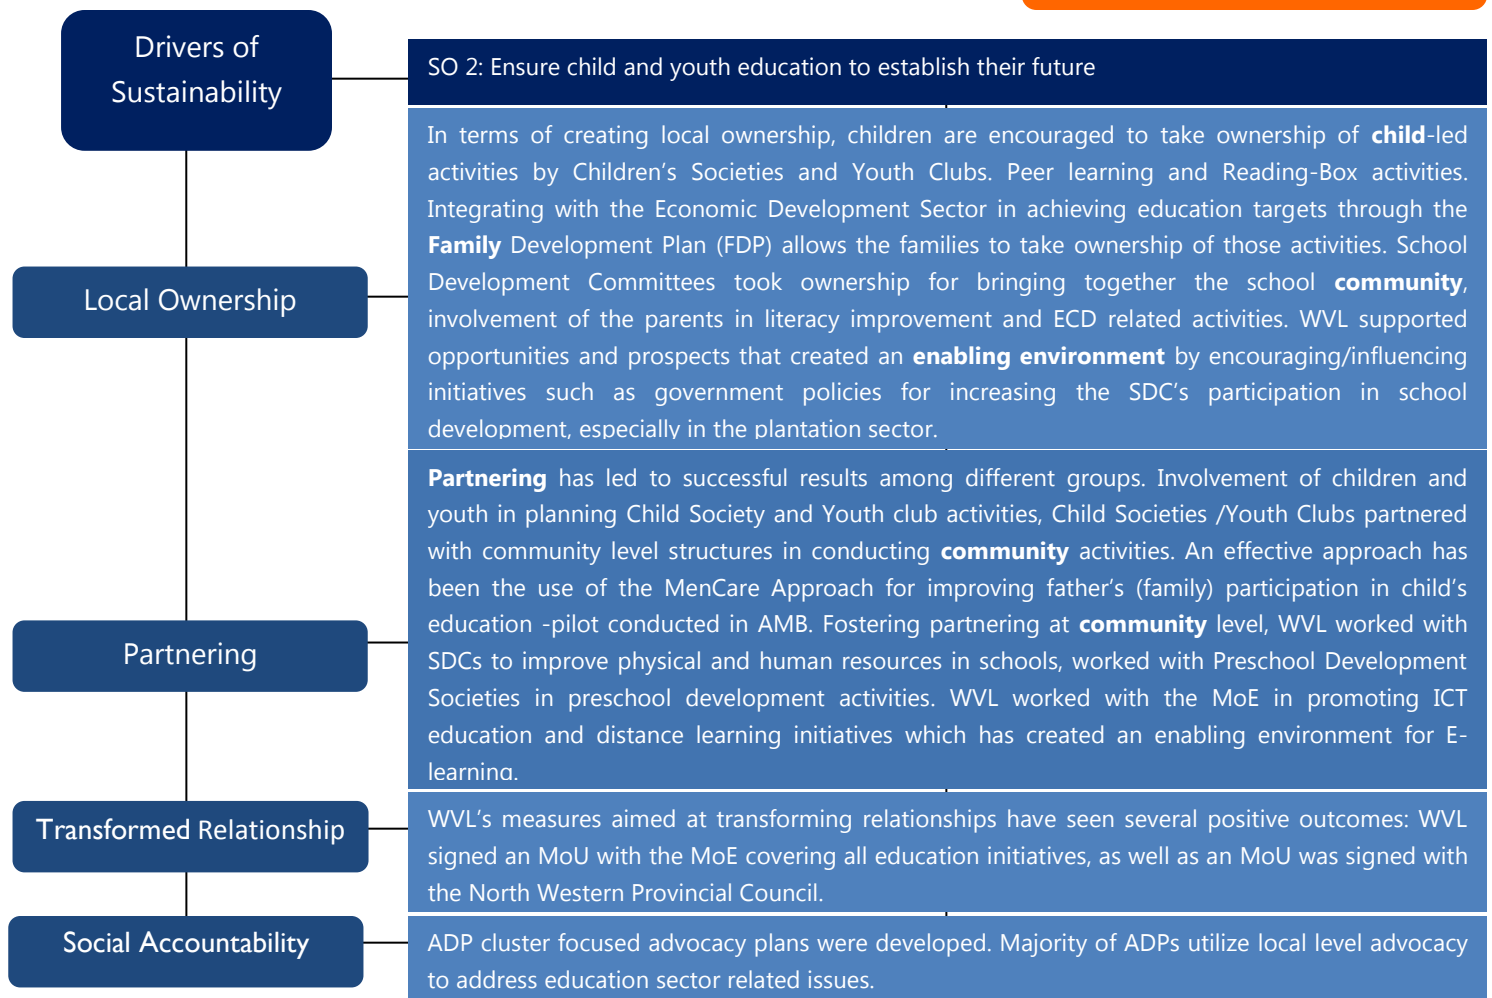 Drivers of
Sustainability
SO 2: Ensure child and youth education to establish their future
Local Ownership
In terms of creating local ownership, children are encouraged to take ownership of child-led
activities by Children's Societies and Youth Clubs. Peer learning and Reading-Box activities.
Integrating with the Economic Development Sector in achieving education targets through the
Family Development Plan (FDP) allows the families to take ownership of those activities. School
Development Committees took ownership for bringing together the school community,
involvement of the parents in literacy improvement and ECD related activities. WVL supported
opportunities and prospects that created an enabling environment by encouraging/influencing
initiatives such as government policies for increasing the SDC's participation in school
development, especially in the plantation sector.
Partnering
Partnering has led to successful results among different groups. Involvement of children and
youth in planning Child Society and Youth club activities, Child Societies /Youth Clubs partnered
with community level structures in conducting community activities. An effective approach has
been the use of the MenCare Approach for improving father's (family) participation in child's
education -pilot conducted in AMB. Fostering partnering at community level, WVL worked with
SDCs to improve physical and human resources in schools, worked with Preschool Development
Societies in preschool development activities. WVL worked with the MoE in promoting ICT
education and distance learning initiatives which has created an enabling environment for E-
learning.
Transformed Relationship
WVL's measures aimed at transforming relationships have seen several positive outcomes: WVL
signed an MoU with the MoE covering all education initiatives, as well as an MoU was signed with
the North Western Provincial Council.
Social Accountability
ADP cluster focused advocacy plans were developed. Majority of ADPs utilize local level advocacy
to address education sector related issues.